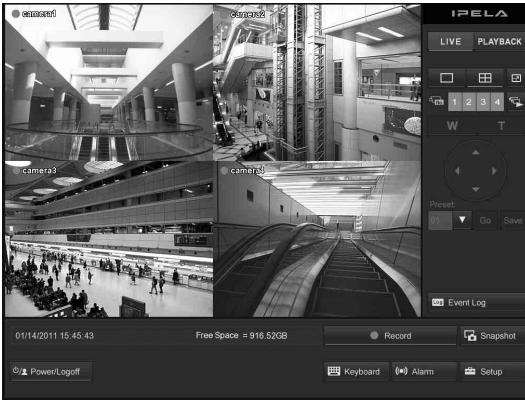 camera1
camera2
IPELA
LIVE PLAYBACK
1 2 3 4
W T
camera3
Preset:
01 Go Save
Log Event Log
01/14/2011 15:45:43
Free Space = 916.52GB
Record
Snapshot
Power/Logoff
Keyboard
Alarm
Setup